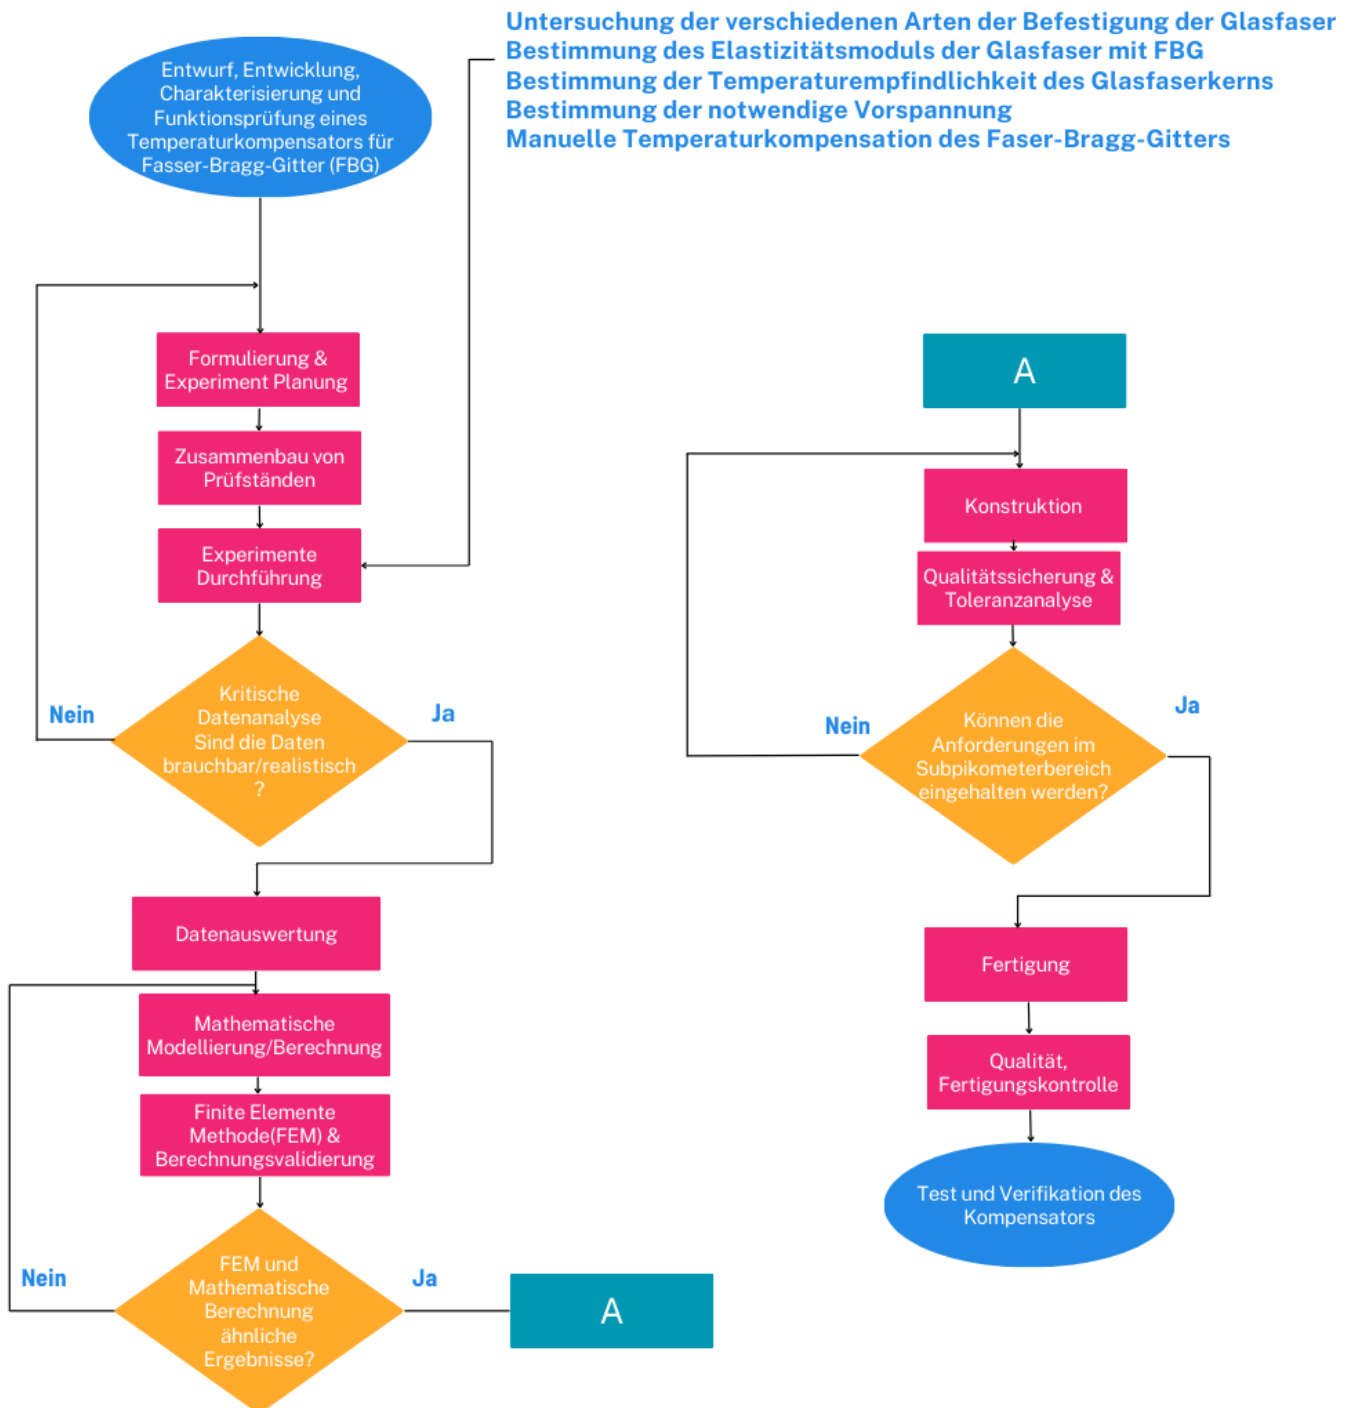 Untersuchung der verschiedenen Arten der Befestigung der Glasfaser
Bestimmung des Elastizitätsmoduls der Glasfaser mit FBG
Bestimmung der Temperaturempfindlichkeit des Glasfaserkerns
Bestimmung der notwendige Vorspannung
Manuelle Temperaturkompensation des Faser-Bragg-Gitters
Entwurf, Entwicklung,
Charakterisierung und
Funktionsprüfung eines
Temperaturkompensators für
Fasser-Bragg-Gitter (FBG)
Formulierung &
Experiment Planung
Zusammenbau von
Prüfständen
Experimente
Durchführung
Kritische
Datenanalyse
Sind die Daten
brauchbar/realistisch
?
Nein
Ja
Datenauswertung
Mathematische
Modellierung/Berechnung
Finite Elemente
Methode(FEM) &
Berechnungsvalidierung
FEM und
Mathematische
Berechnung
ähnliche
Ergebnisse?
Nein
Ja
A
A
Konstruktion
Qualitätssicherung &
Toleranzanalyse
Können die
Anforderungen im
Subpikometerbereich
eingehalten werden?
Nein
Ja
Fertigung
Qualität,
Fertigungskontrolle
Test und Verifikation des
Kompensators